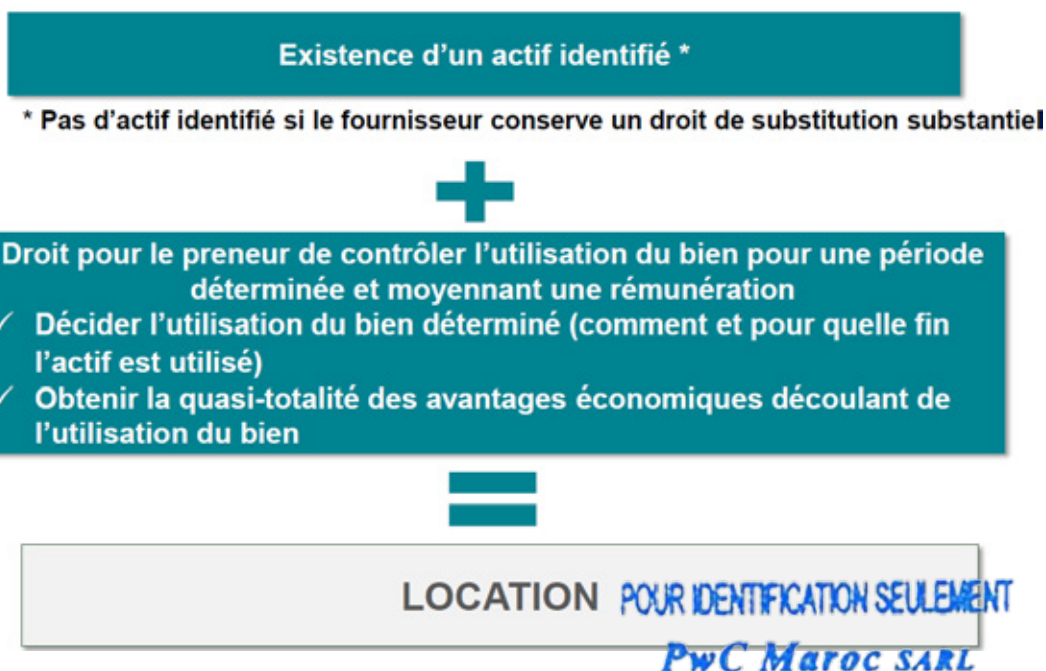 Existence d'un actif identifié *
* Pas d'actif identifié si le fournisseur conserve un droit de substitution substantiel
+
Droit pour le preneur de contrôler l'utilisation du bien pour une période
déterminée et moyennant une rémunération
✓ Décider l'utilisation du bien déterminé (comment et pour quelle fin
l'actif est utilisé)
✓ Obtenir la quasi-totalité des avantages économiques découlant de
l'utilisation du bien
=
LOCATION POUR IDENTIFICATION SEULEMENT
PwC Maroc SARL